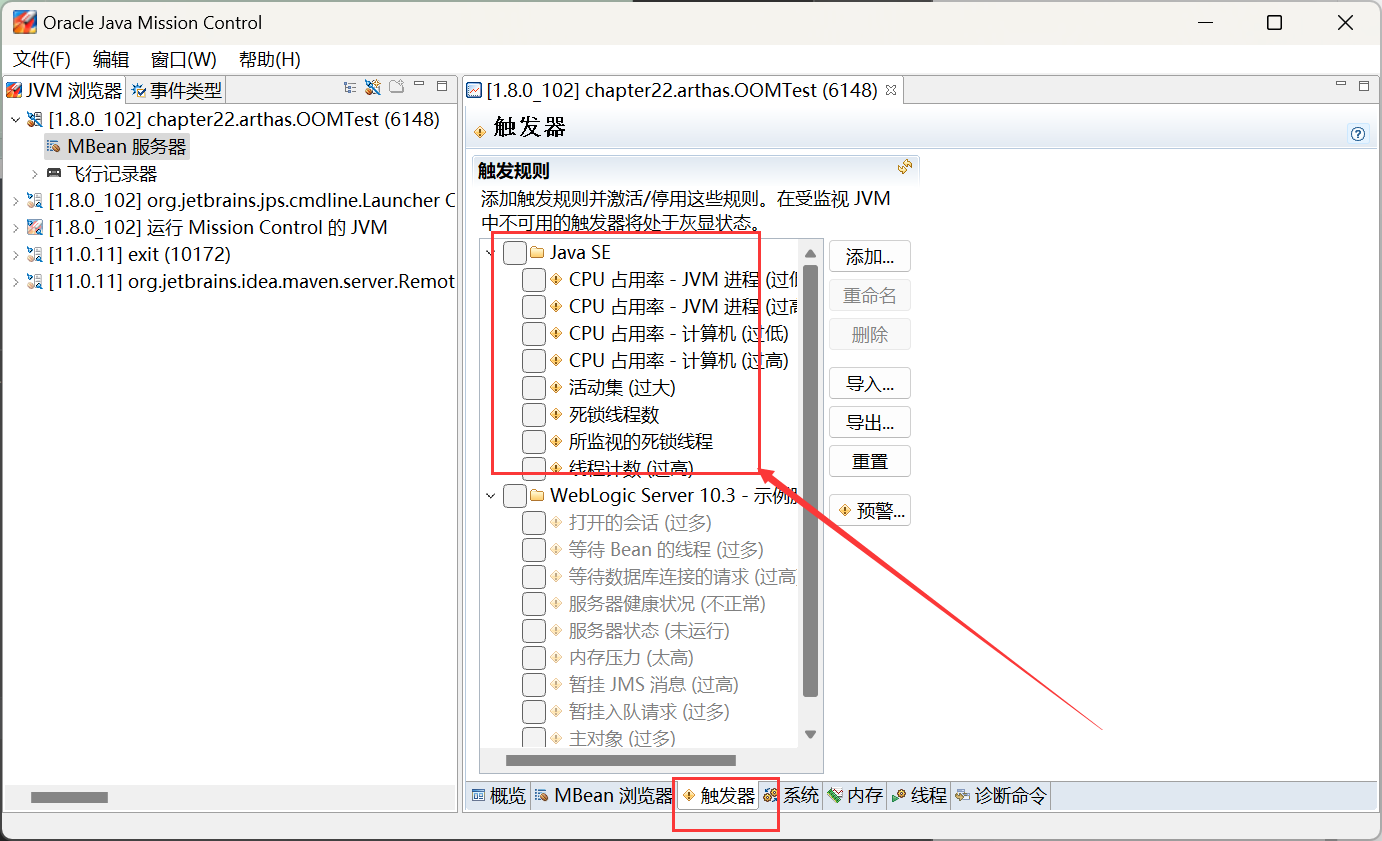 Oracle Java Mission Control
文件(F) 编辑 窗口(W) 帮助(H)
JVM 浏览器 事件类型
[1.8.0_102] chapter22.arthas.OOMTest (6148)
MBean 服务器
飞行记录器
[1.8.0_102] org.jetbrains.jps.cmdline.Launcher C
[1.8.0_102] 运行 Mission Control 的 JVM
[11.0.11] exit (10172)
[11.0.11] org.jetbrains.idea.maven.server.Remot
[1.8.0_102] chapter22.arthas.OOMTest (6148)
触发器
触发规则
添加触发规则并激活/停用这些规则。在受监视 JVM
中不可用的触发器将处于灰显状态。
Java SE
CPU 占用率 - JVM 进程 (过低
CPU 占用率 - JVM 进程 (过高
CPU 占用率 - 计算机 (过低)
CPU 占用率 - 计算机 (过高)
活动集 (过大)
死锁线程数
所监视的死锁线程
线程计数 (过高)
WebLogic Server 10.3 - 示例
打开的会话 (过多)
等待 Bean 的线程 (过多)
等待数据库连接的请求 (过高
服务器健康状况 (不正常)
服务器状态 (未运行)
内存压力 (太高)
暂挂 JMS 消息 (过高)
暂挂入队请求 (过多)
主对象 (过多)
添加...
重命名
删除
导入...
导出...
重置
预警...
概览 MBean 浏览器 触发器 系统 内存 线程 诊断命令